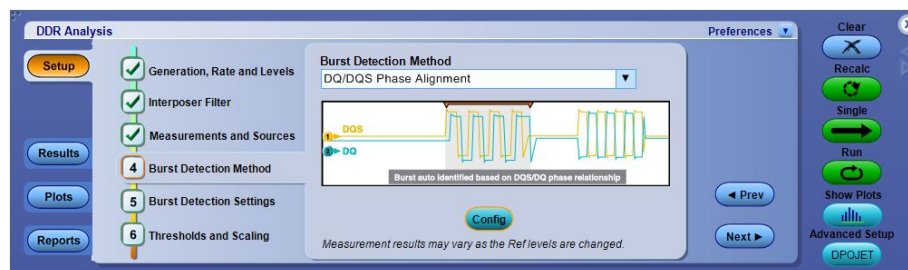 DDR Analysis
Preferences
Clear
X
Setup
Generation, Rate and Levels
Burst Detection Method
DQ/DQS Phase Alignment
Recalc
Interposer Filter
Single
Measurements and Sources
1 DQS
2 DQ
Results
4 Burst Detection Method
Burst auto identified based on DQS/DQ phase relationship
Run
Plots
5 Burst Detection Settings
◄ Prev
Show Plots
Config
Reports
6 Thresholds and Scaling
Measurement results may vary as the Ref levels are changed.
Next ►
Advanced Setup
DPOJET